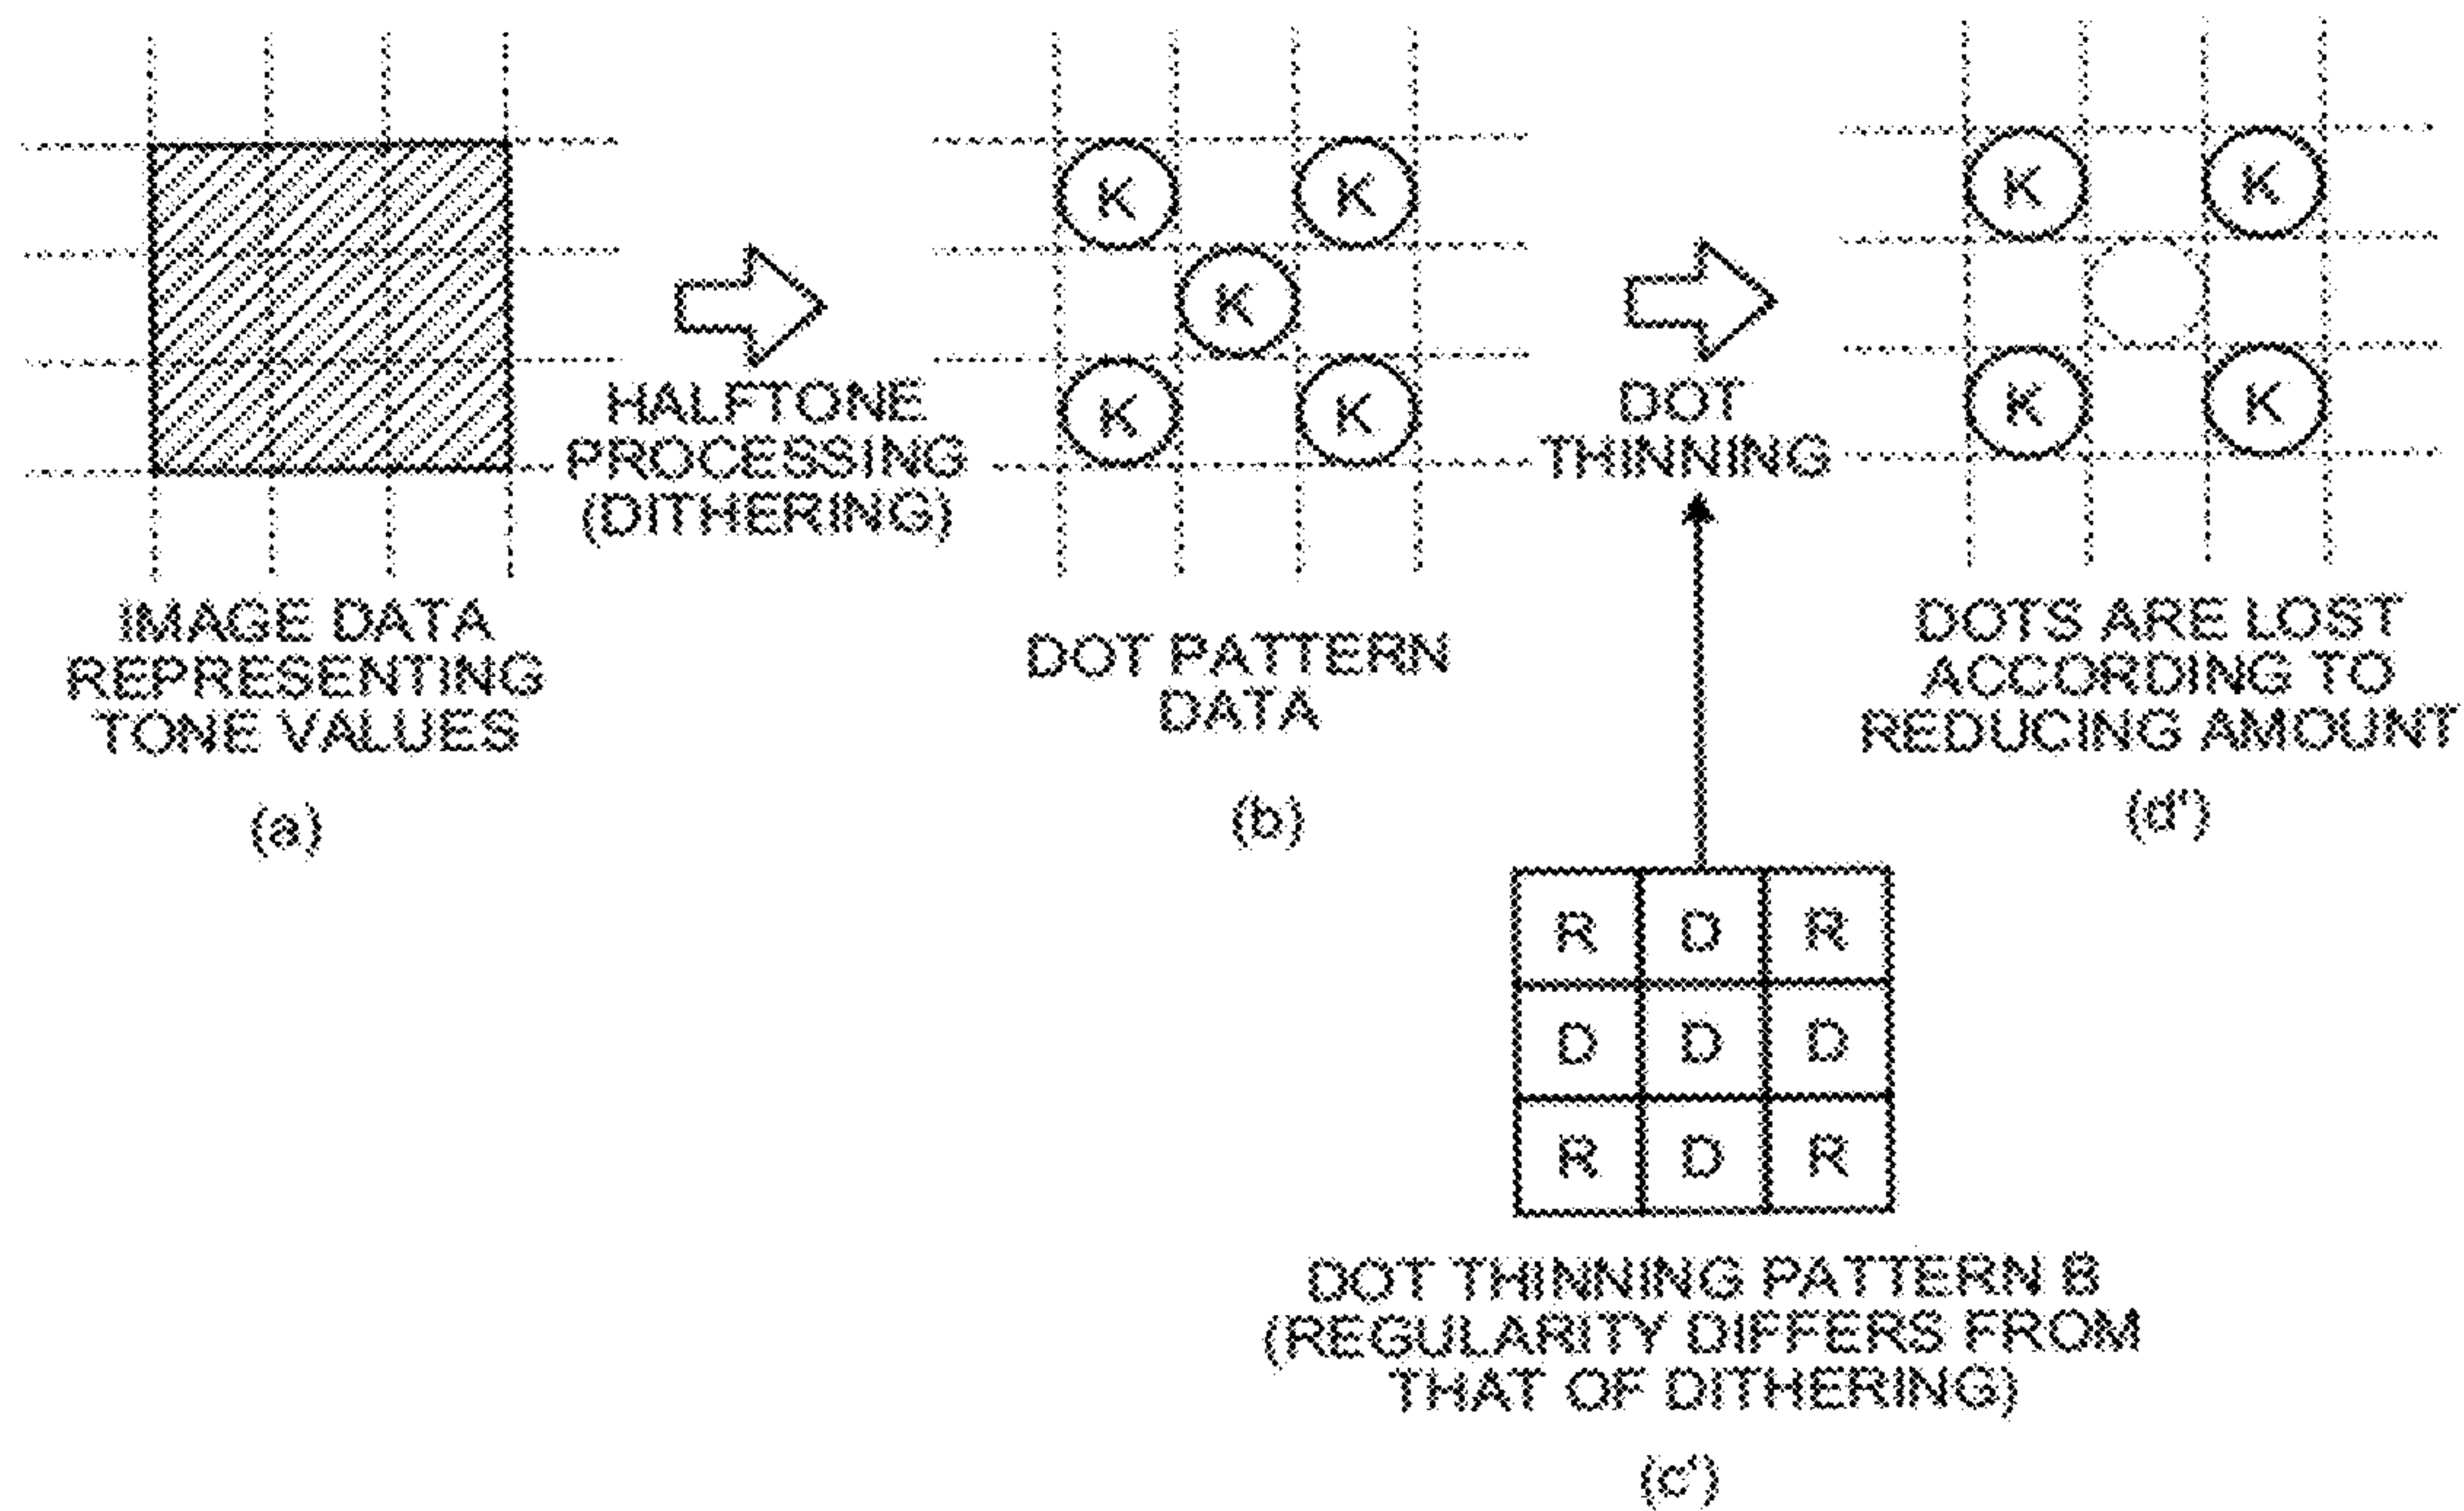 K K
K
K K
HALFTONE
PROCESSING
(DITHERING)
DOT
THINNING
K K
K K
IMAGE DATA
REPRESENTING
TONE VALUES
(a)
DOT PATTERN
DATA
(b)
DOTS ARE LOST
ACCORDING TO
REDUCING AMOUNT
(d')
R D R
D D D
R D R
DOT THINNING PATTERN B
(REGULARITY DIFFERS FROM
THAT OF DITHERING)
(c')